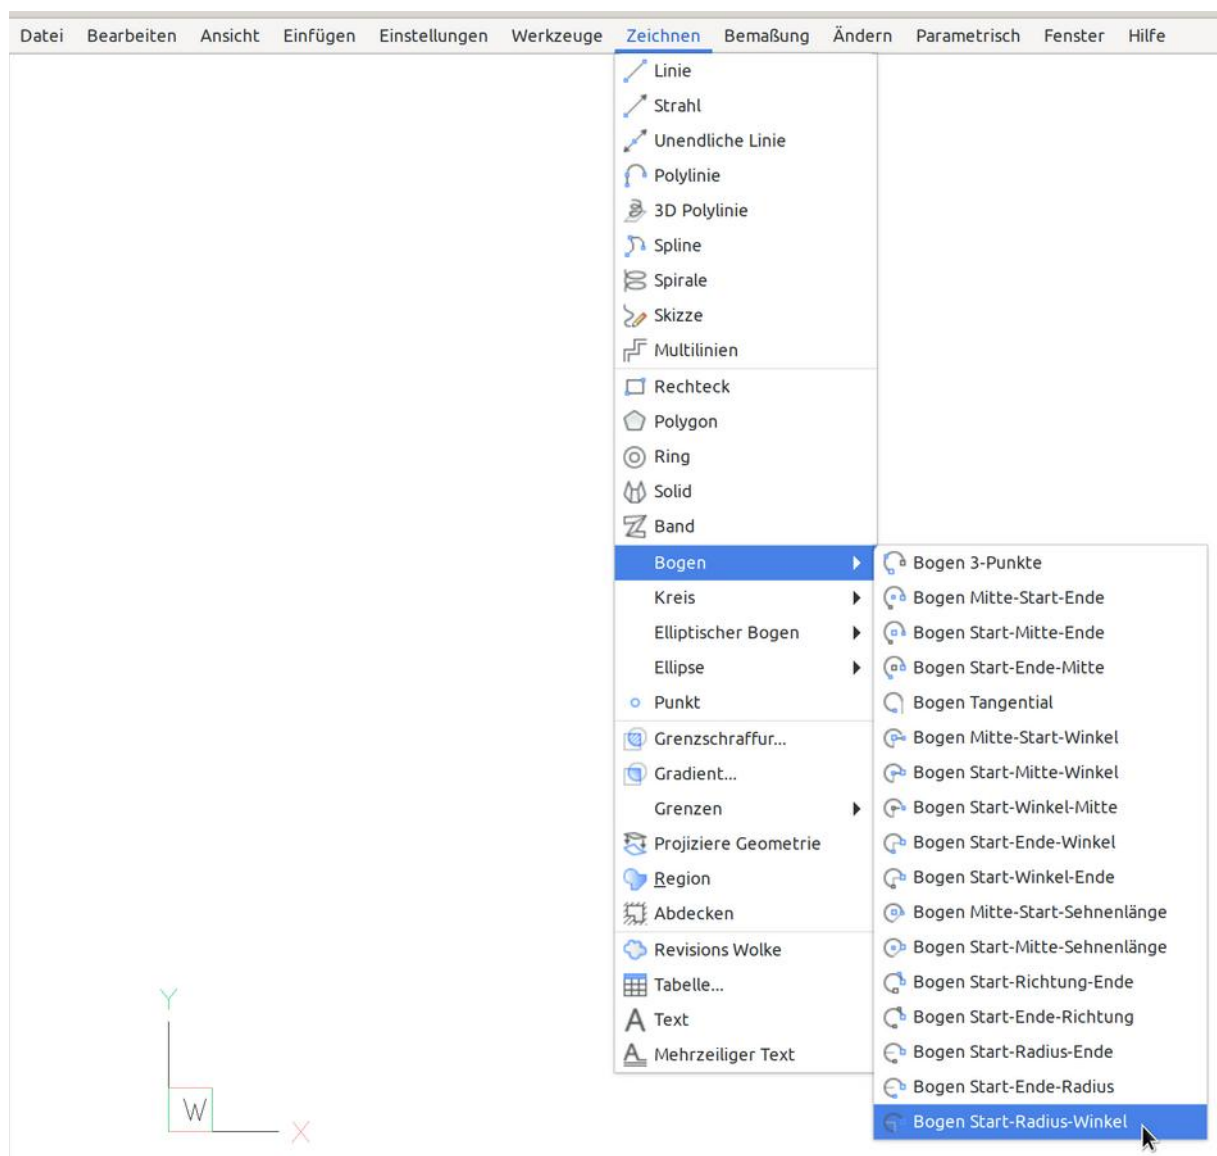 Datei Bearbeiten Ansicht Einfügen Einstellungen Werkzeuge Zeichnen Bemaßung Ändern Parametrisch Fenster Hilfe
Linie
Strahl
Unendliche Linie
Polylinie
3D Polylinie
Spline
Spirale
Skizze
Multilinien
Rechteck
Polygon
Ring
Solid
Band
Bogen
Kreis
Elliptischer Bogen
Ellipse
Punkt
Grenzschraffur...
Gradient...
Grenzen
Projiziere Geometrie
Region
Abdecken
Revisions Wolke
Tabelle...
Text
Mehrzeiliger Text
Bogen 3-Punkte
Bogen Mitte-Start-Ende
Bogen Start-Mitte-Ende
Bogen Start-Ende-Mitte
Bogen Tangential
Bogen Mitte-Start-Winkel
Bogen Start-Mitte-Winkel
Bogen Start-Winkel-Mitte
Bogen Start-Ende-Winkel
Bogen Start-Winkel-Ende
Bogen Mitte-Start-Sehnenlänge
Bogen Start-Mitte-Sehnenlänge
Bogen Start-Richtung-Ende
Bogen Start-Ende-Richtung
Bogen Start-Radius-Ende
Bogen Start-Ende-Radius
Bogen Start-Radius-Winkel
Y
W
X